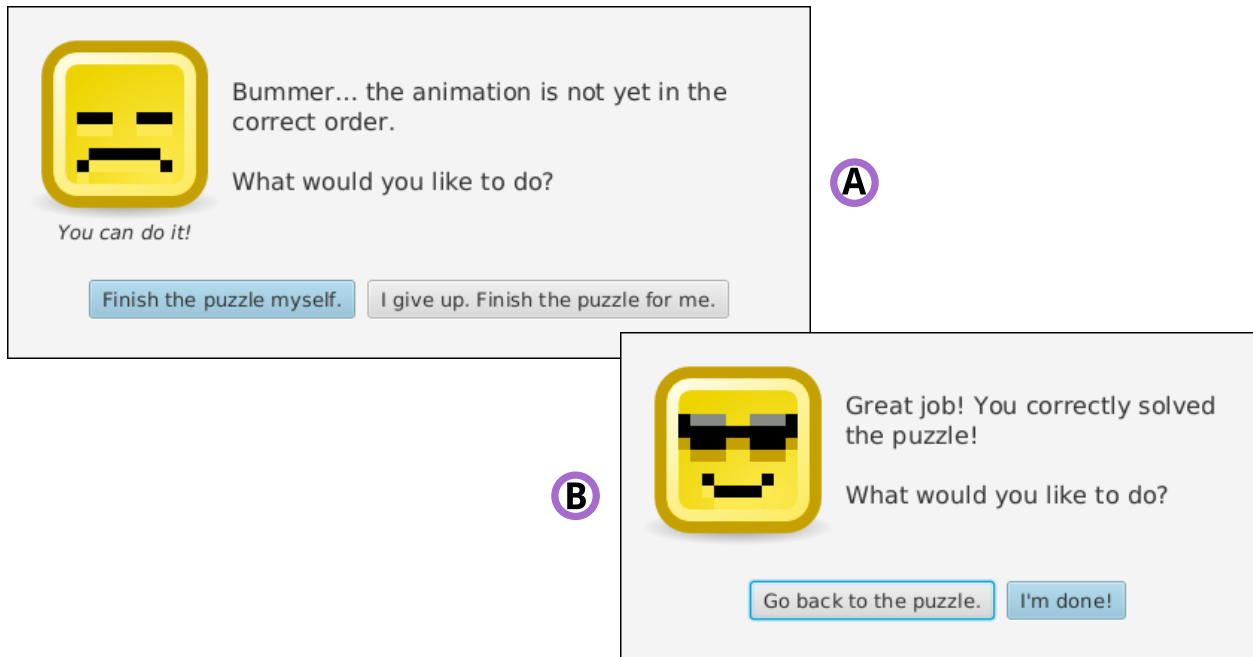 Bummer... the animation is not yet in the
correct order.
What would you like to do?
You can do it!
Finish the puzzle myself.
I give up. Finish the puzzle for me.
A
Great job! You correctly solved
the puzzle!
What would you like to do?
B
Go back to the puzzle.
I'm done!